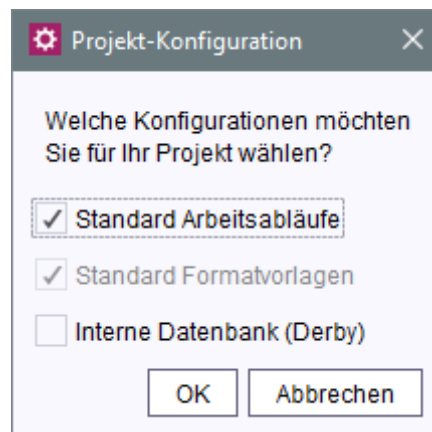 Projekt-Konfiguration
Welche Konfigurationen möchten
Sie für Ihr Projekt wählen?
Standard Arbeitsabläufe
Standard Formatvorlagen
Interne Datenbank (Derby)
OK Abbrechen